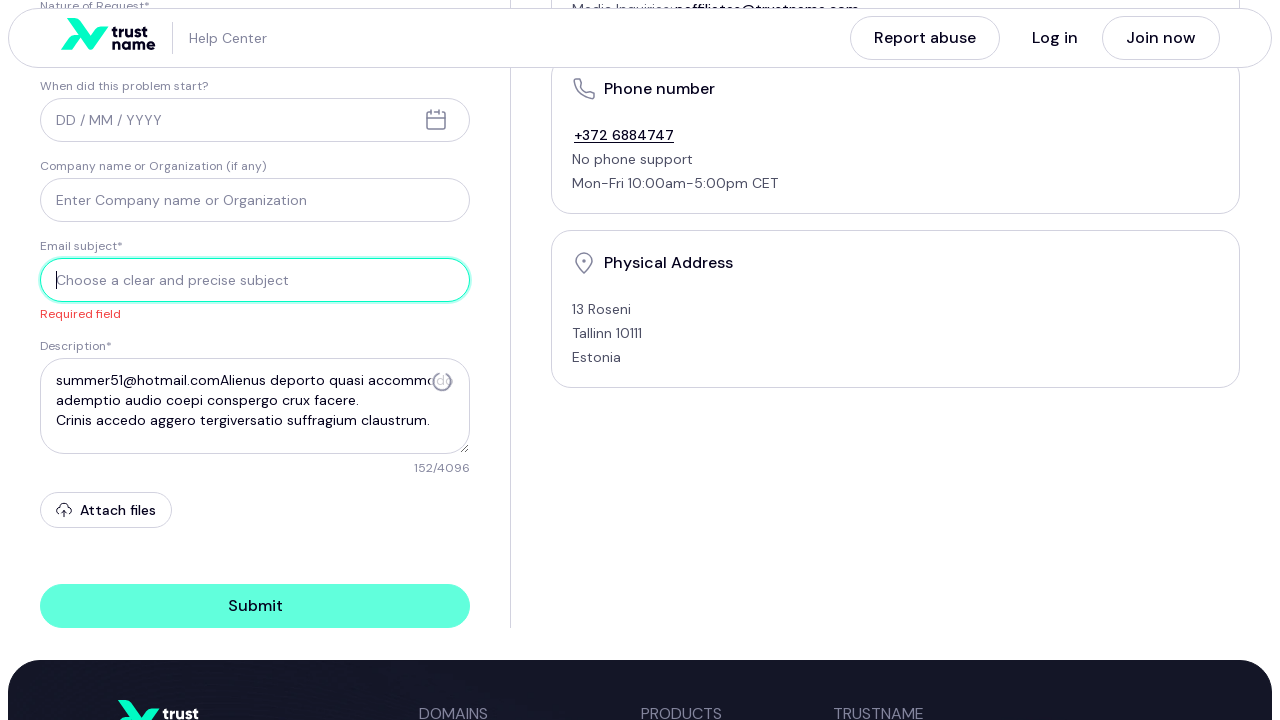 Nature of Request*
Media Inquiries: naffiliates@trustname.com
trust
name
Help Center
Report abuse
Log in
Join now
When did this problem start?
DD / MM / YYYY
Company name or Organization (if any)
Enter Company name or Organization
Email subject*
Choose a clear and precise subject
Required field
Description*
summer51@hotmail.comAlienus deporto quasi accommodo
ademptio audio coepi conspergo crux facere.
Crinis accedo aggero tergiversatio suffragium claustrum.
152/4096
Attach files
Submit
Phone number
+372 6884747
No phone support
Mon-Fri 10:00am-5:00pm CET
Physical Address
13 Roseni
Tallinn 10111
Estonia
trust
DOMAINS
PRODUCTS
TRUSTNAME